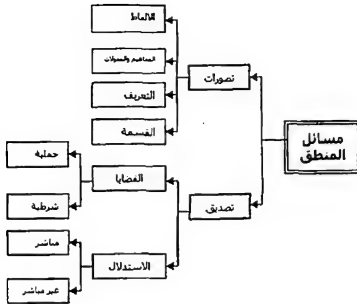 مسائل
المنطق
تصورات
الألفاظ
المفاهيم والمقولات
التعريف
القسمة
تصديق
القضايا
حملية
شرطية
الاستدلال
مباشر
غير مباشر